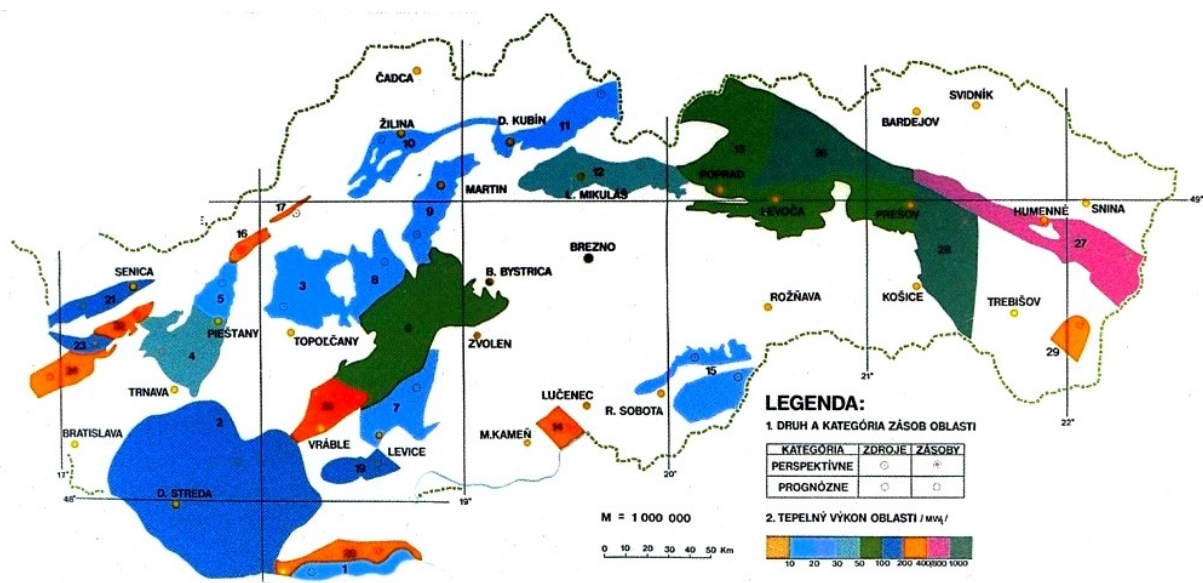 ČADCA
SVIDNÍK
BARDEJOV
D. KUBÍN
ŽILINA
11
10
13
26
12
L. MIKULÁŠ
POPRAD
MARTIN
17
49°
LEVOČA
PREŠOV
HUMENNÉ
SNINA
9
16
27
28
BREZNO
SENICA
3
8
B. BYSTRICA
KOŠICE
21
5
ROŽŇAVA
TREBIŠOV
6
PIEŠTANY
TOPOĽČANY
ZVOLEN
23
4
29
15
21°
TRNAVA
LUČENEC
R. SOBOTA
7
2
14
22°
BRATISLAVA
VRÁBLE
LEVICE
M.KAMEŇ
17°
19
20°
48°
D. STREDA
19°
1
LEGENDA:
1. DRUH A KATEGÓRIA ZÁSOB OBLASTI
KATEGÓRIA ZDROJE ZÁSOBY
PERSPEKTÍVNE
PROGNÓZNE
M = 1 000 000
2. TEPELNÝ VÝKON OBLASTI / MWt/
0 10 20 30 40 50 Km
10 20 30 50 100 200 400 800 1000